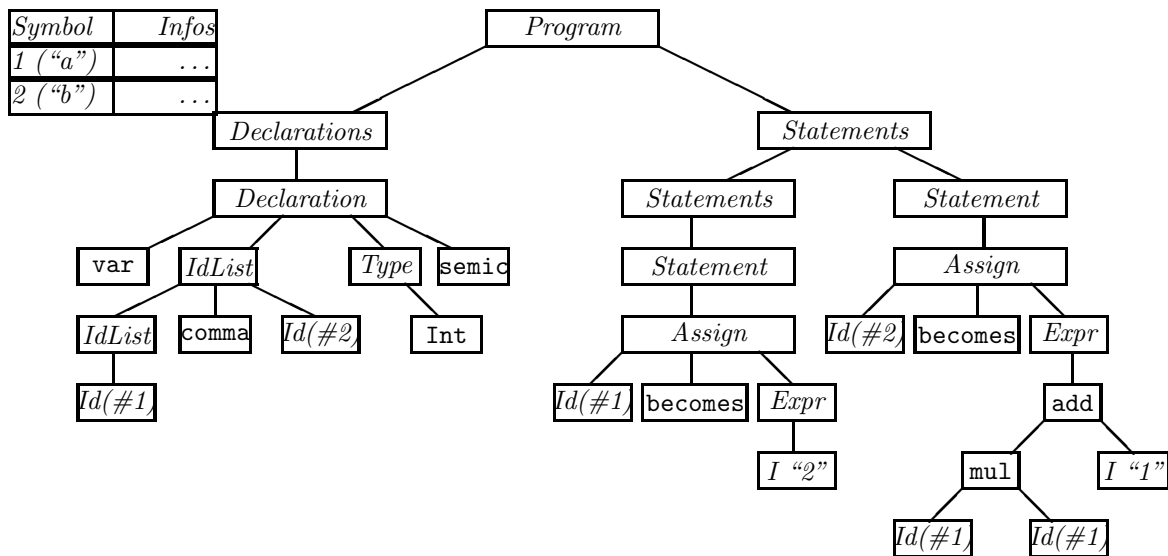 Symbol Infos Program
1 (“a”) ...
2 (“b”) ...
Declarations Statements
Declaration Statements Statement
var IdList Type semic Statement Assign
IdList comma Id(#2) Int Assign Id(#2) becomes Expr
Id(#1) Id(#1) becomes Expr add
I “2” mul I “1”
Id(#1) Id(#1)